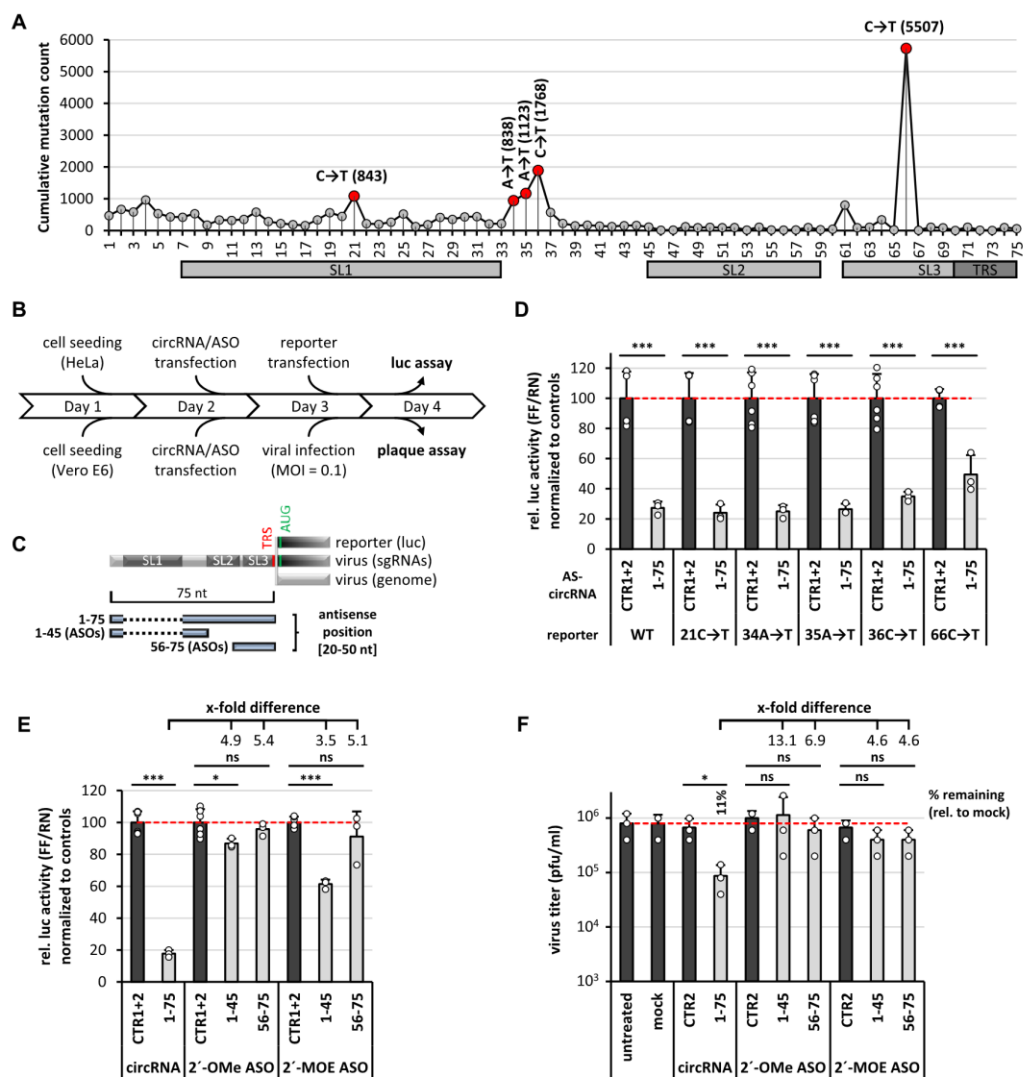 A
Cumulative mutation count
6000
5000
4000
3000
2000
1000
0
C→T (843)
A→T (838)
A→T (1123)
C→T (1768)
C→T (5507)
1 3 5 7 9 11 13 15 17 19 21 23 25 27 29 31 33 35 37 39 41 43 45 47 49 51 53 55 57 59 61 63 65 67 69 71 73 75
SL1 SL2 SL3 TRS
B
cell seeding (HeLa)
circRNA/ASO transfection
reporter transfection
luc assay
Day 1 Day 2 Day 3 Day 4
cell seeding (Vero E6)
circRNA/ASO transfection
viral infection (MOI = 0.1)
plaque assay
C
TRS
AUG
SL1 SL2 SL3
reporter (luc)
virus (sgRNAs)
virus (genome)
75 nt
1-75
1-45 (ASOs)
56-75 (ASOs)
antisense
position
[20-50 nt]
D
rel. luc activity (FF/RN)
normalized to controls
*** *** *** *** *** ***
120
100
80
60
40
20
0
AS-circRNA
CTR1+2 1-75 CTR1+2 1-75 CTR1+2 1-75 CTR1+2 1-75 CTR1+2 1-75 CTR1+2 1-75
reporter WT 21C→T 34A→T 35A→T 36C→T 66C→T
E
x-fold difference
4.9 5.4 3.5 5.1
ns ns
*** * ***
rel. luc activity (FF/RN)
normalized to controls
120
100
80
60
40
20
0
CTR1+2 1-75 CTR1+2 1-45 56-75 CTR1+2 1-45 56-75
circRNA 2´-OMe ASO 2´-MOE ASO
F
x-fold difference
13.1 6.9 4.6 4.6
ns ns
* ns ns
11%
% remaining
(rel. to mock)
virus titer (pfu/ml)
10⁶
10⁵
10⁴
10³
untreated mock CTR2 1-75 CTR2 1-45 56-75 CTR2 1-45 56-75
circRNA 2´-OMe ASO 2´-MOE ASO